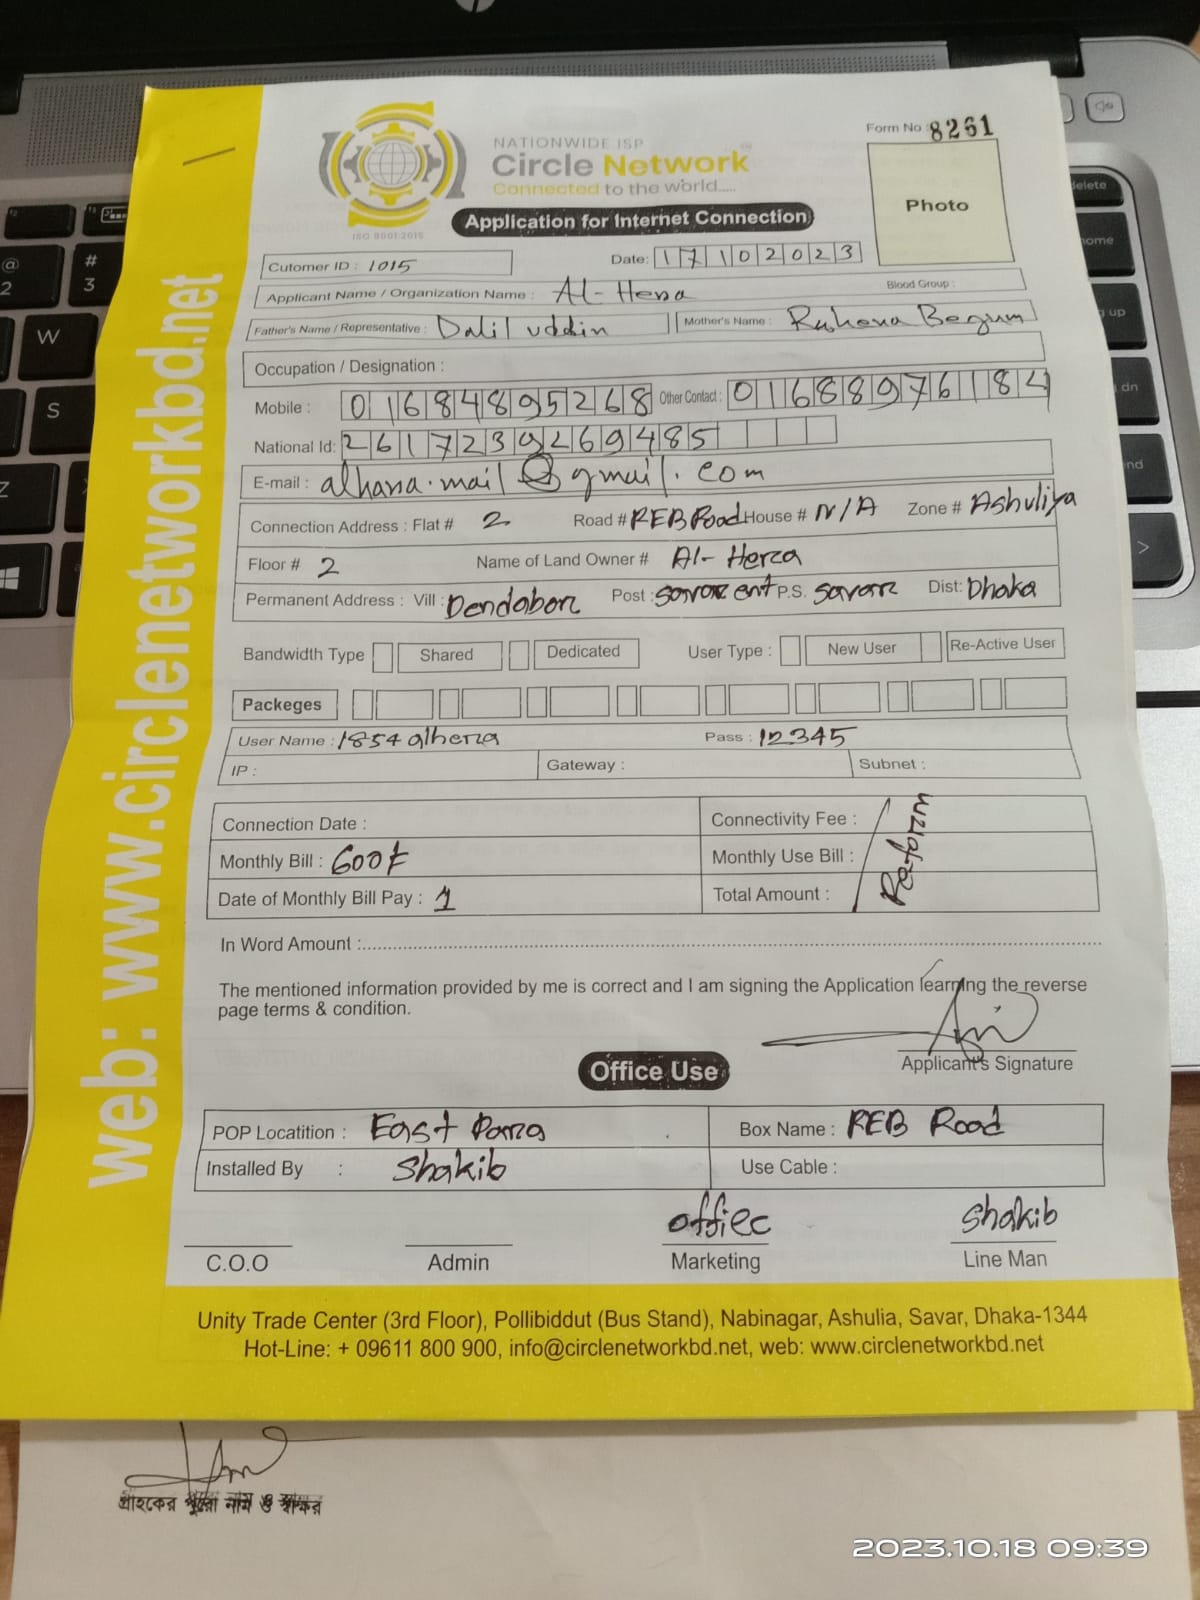 Form No : 8261
NATIONWIDE ISP
Circle Network
Connected to the world.....
ISO 9001:2015
Application for Internet Connection
Photo
Cutomer ID : 1015
Date: 17102023
Applicant Name / Organization Name : Al-Hera
Blood Group :
Father's Name / Representative : Dalil uddin
Mother's Name : Ruhena Begum
Occupation / Designation :
Mobile : 01684895268 Other Contact : 01688976184
National Id: 2617239269485
E-mail : alhana.mail@gmail.com
Connection Address : Flat # 2 Road # REB Road House # N/A Zone # Ashuliya
Floor # 2 Name of Land Owner # Al-Herza
Permanent Address : Vill : Dendabor Post : savar cent P.S. savar Dist: Dhaka
Bandwidth Type Shared Dedicated User Type : New User Re-Active User
Packeges
User Name : 1854alherza Pass : 12345
IP : Gateway : Subnet :
Connection Date : Connectivity Fee :
Monthly Bill : 600৳ Monthly Use Bill :
Date of Monthly Bill Pay : 1 Total Amount :
In Word Amount :
The mentioned information provided by me is correct and I am signing the Application learning the reverse
page terms & condition.
Applicant's Signature
Office Use
POP Locatition : East Para Box Name : REB Road
Installed By : Shakib Use Cable :
offiec Shakib
C.O.O Admin Marketing Line Man
Unity Trade Center (3rd Floor), Pollibiddut (Bus Stand), Nabinagar, Ashulia, Savar, Dhaka-1344
Hot-Line: + 09611 800 900, info@circlenetworkbd.net, web: www.circlenetworkbd.net
web: www.circlenetworkbd.net
গ্রাহকের পুরো নাম ও স্বাক্ষর
2023.10.18 09:39